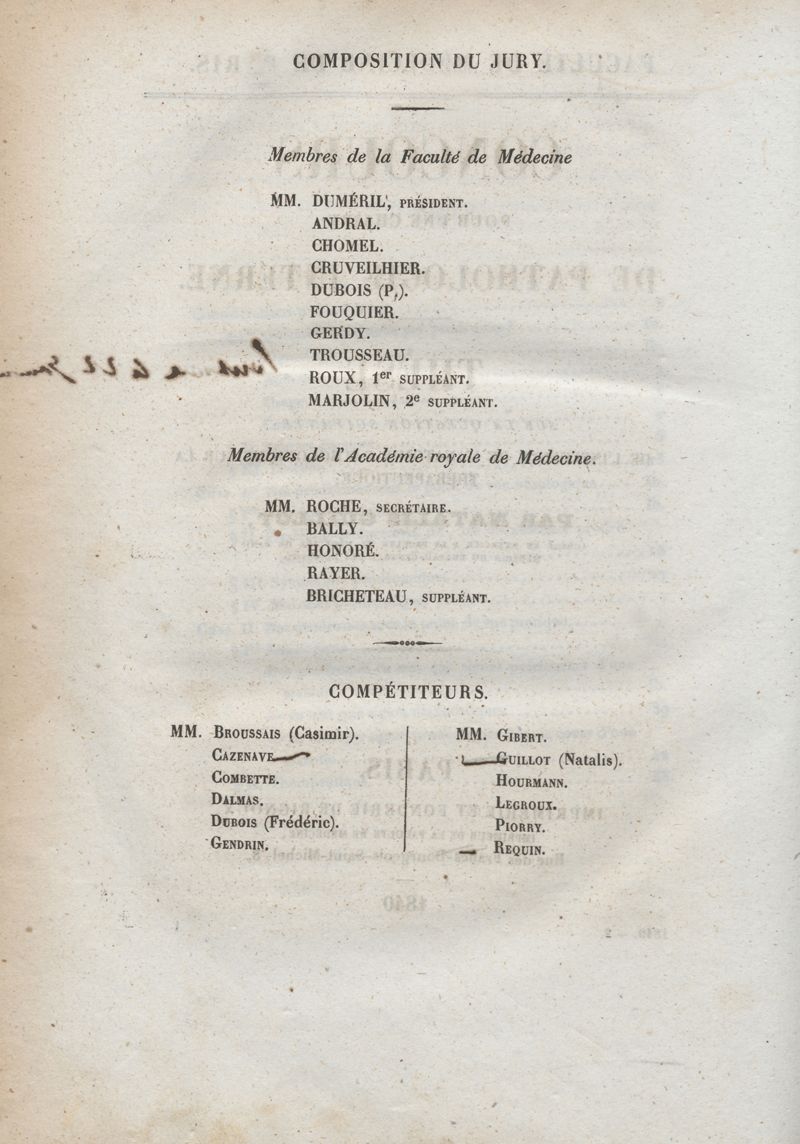 COMPOSITION DU JURY.
Membres de la Faculté de Médecine
MM. DUMÉRIL, PRÉSIDENT.
ANDRAL.
CHOMEL.
CRUVEILHIER.
DUBOIS (P.).
FOUQUIER.
GERDY.
TROUSSEAU.
ROUX, 1er SUPPLÉANT.
MARJOLIN, 2e SUPPLÉANT.
Membres de l'Académie royale de Médecine.
MM. ROCHE, SECRÉTAIRE.
BALLY.
HONORÉ.
RAYER.
BRICHETEAU, SUPPLÉANT.
COMPÉTITEURS.
MM. BROUSSAIS (Casimir).
CAZENAVE
COMBETTE.
DALMAS.
DUBOIS (Frédéric).
GENDRIN.
MM. GIBERT.
GUILLOT (Natalis).
HOURMANN.
LEGROUX.
PIORRY.
REQUIN.